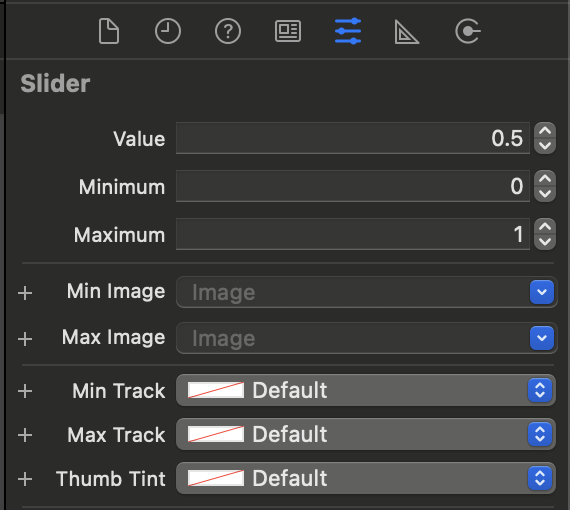 Slider
Value 0.5
Minimum 0
Maximum 1
+ Min Image Image
+ Max Image Image
+ Min Track Default
+ Max Track Default
+ Thumb Tint Default